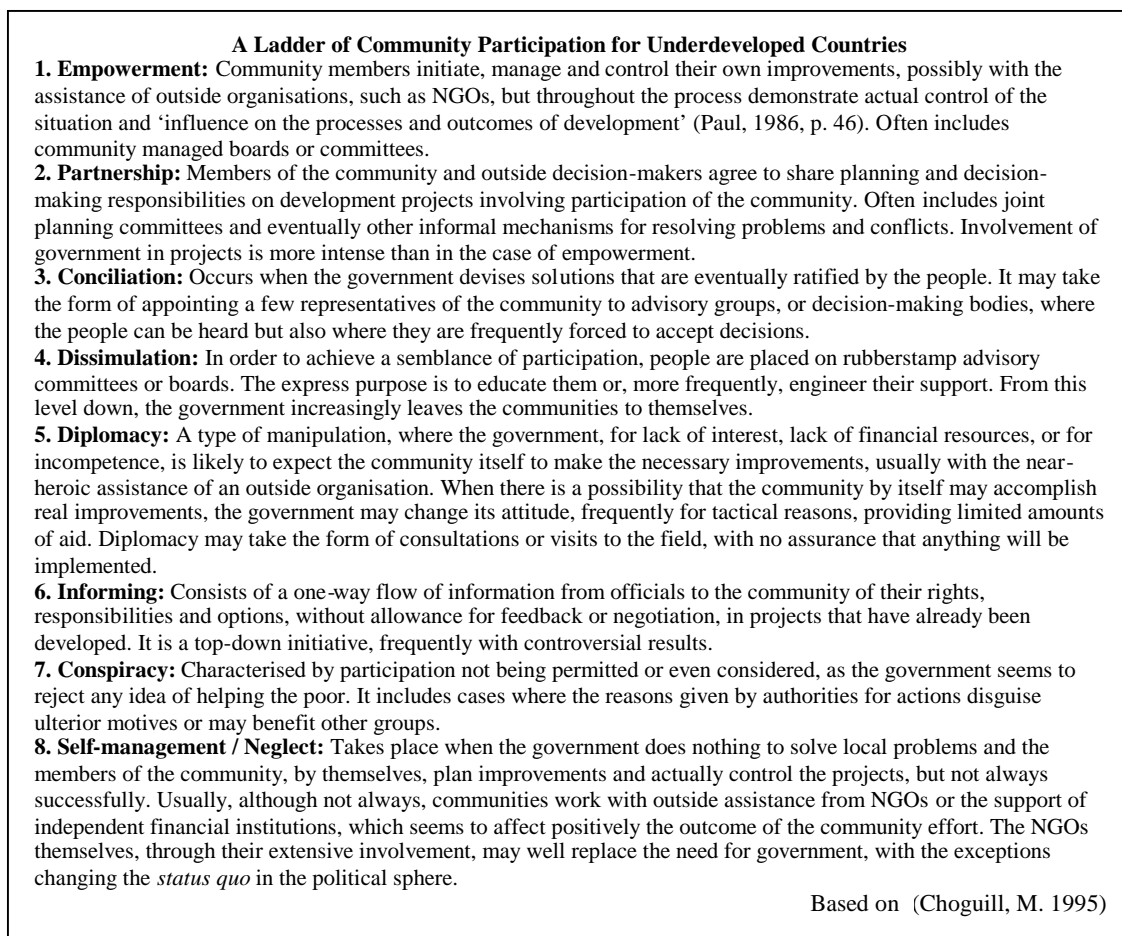 A Ladder of Community Participation for Underdeveloped Countries
1. Empowerment: Community members initiate, manage and control their own improvements, possibly with the
assistance of outside organisations, such as NGOs, but throughout the process demonstrate actual control of the
situation and ‘influence on the processes and outcomes of development’ (Paul, 1986, p. 46). Often includes
community managed boards or committees.
2. Partnership: Members of the community and outside decision-makers agree to share planning and decision-
making responsibilities on development projects involving participation of the community. Often includes joint
planning committees and eventually other informal mechanisms for resolving problems and conflicts. Involvement of
government in projects is more intense than in the case of empowerment.
3. Conciliation: Occurs when the government devises solutions that are eventually ratified by the people. It may take
the form of appointing a few representatives of the community to advisory groups, or decision-making bodies, where
the people can be heard but also where they are frequently forced to accept decisions.
4. Dissimulation: In order to achieve a semblance of participation, people are placed on rubberstamp advisory
committees or boards. The express purpose is to educate them or, more frequently, engineer their support. From this
level down, the government increasingly leaves the communities to themselves.
5. Diplomacy: A type of manipulation, where the government, for lack of interest, lack of financial resources, or for
incompetence, is likely to expect the community itself to make the necessary improvements, usually with the near-
heroic assistance of an outside organisation. When there is a possibility that the community by itself may accomplish
real improvements, the government may change its attitude, frequently for tactical reasons, providing limited amounts
of aid. Diplomacy may take the form of consultations or visits to the field, with no assurance that anything will be
implemented.
6. Informing: Consists of a one-way flow of information from officials to the community of their rights,
responsibilities and options, without allowance for feedback or negotiation, in projects that have already been
developed. It is a top-down initiative, frequently with controversial results.
7. Conspiracy: Characterised by participation not being permitted or even considered, as the government seems to
reject any idea of helping the poor. It includes cases where the reasons given by authorities for actions disguise
ulterior motives or may benefit other groups.
8. Self-management / Neglect: Takes place when the government does nothing to solve local problems and the
members of the community, by themselves, plan improvements and actually control the projects, but not always
successfully. Usually, although not always, communities work with outside assistance from NGOs or the support of
independent financial institutions, which seems to affect positively the outcome of the community effort. The NGOs
themselves, through their extensive involvement, may well replace the need for government, with the exceptions
changing the status quo in the political sphere.
Based on (Choguill, M. 1995)